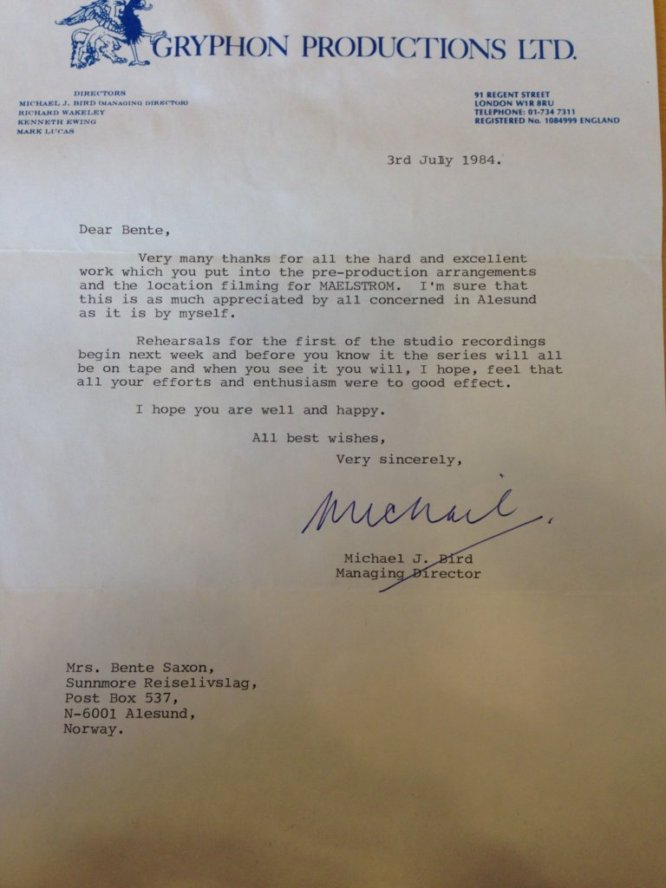 GRYPHON PRODUCTIONS LTD.
DIRECTORS
MICHAEL J. BIRD (MANAGING DIRECTOR)
RICHARD WAKELEY
KENNETH EWING
MARK LUCAS
91 REGENT STREET
LONDON W1R 8RU
TELEPHONE: 01-734 7311
REGISTERED No. 1084999 ENGLAND
3rd July 1984.
Dear Bente,
Very many thanks for all the hard and excellent
work which you put into the pre-production arrangements
and the location filming for MAELSTROM. I'm sure that
this is as much appreciated by all concerned in Alesund
as it is by myself.
Rehearsals for the first of the studio recordings
begin next week and before you know it the series will all
be on tape and when you see it you will, I hope, feel that
all your efforts and enthusiasm were to good effect.
I hope you are well and happy.
All best wishes,
Very sincerely,
Michael.
Michael J. Bird
Managing Director
Mrs. Bente Saxon,
Sunnmore Reiselivslag,
Post Box 537,
N-6001 Alesund,
Norway.